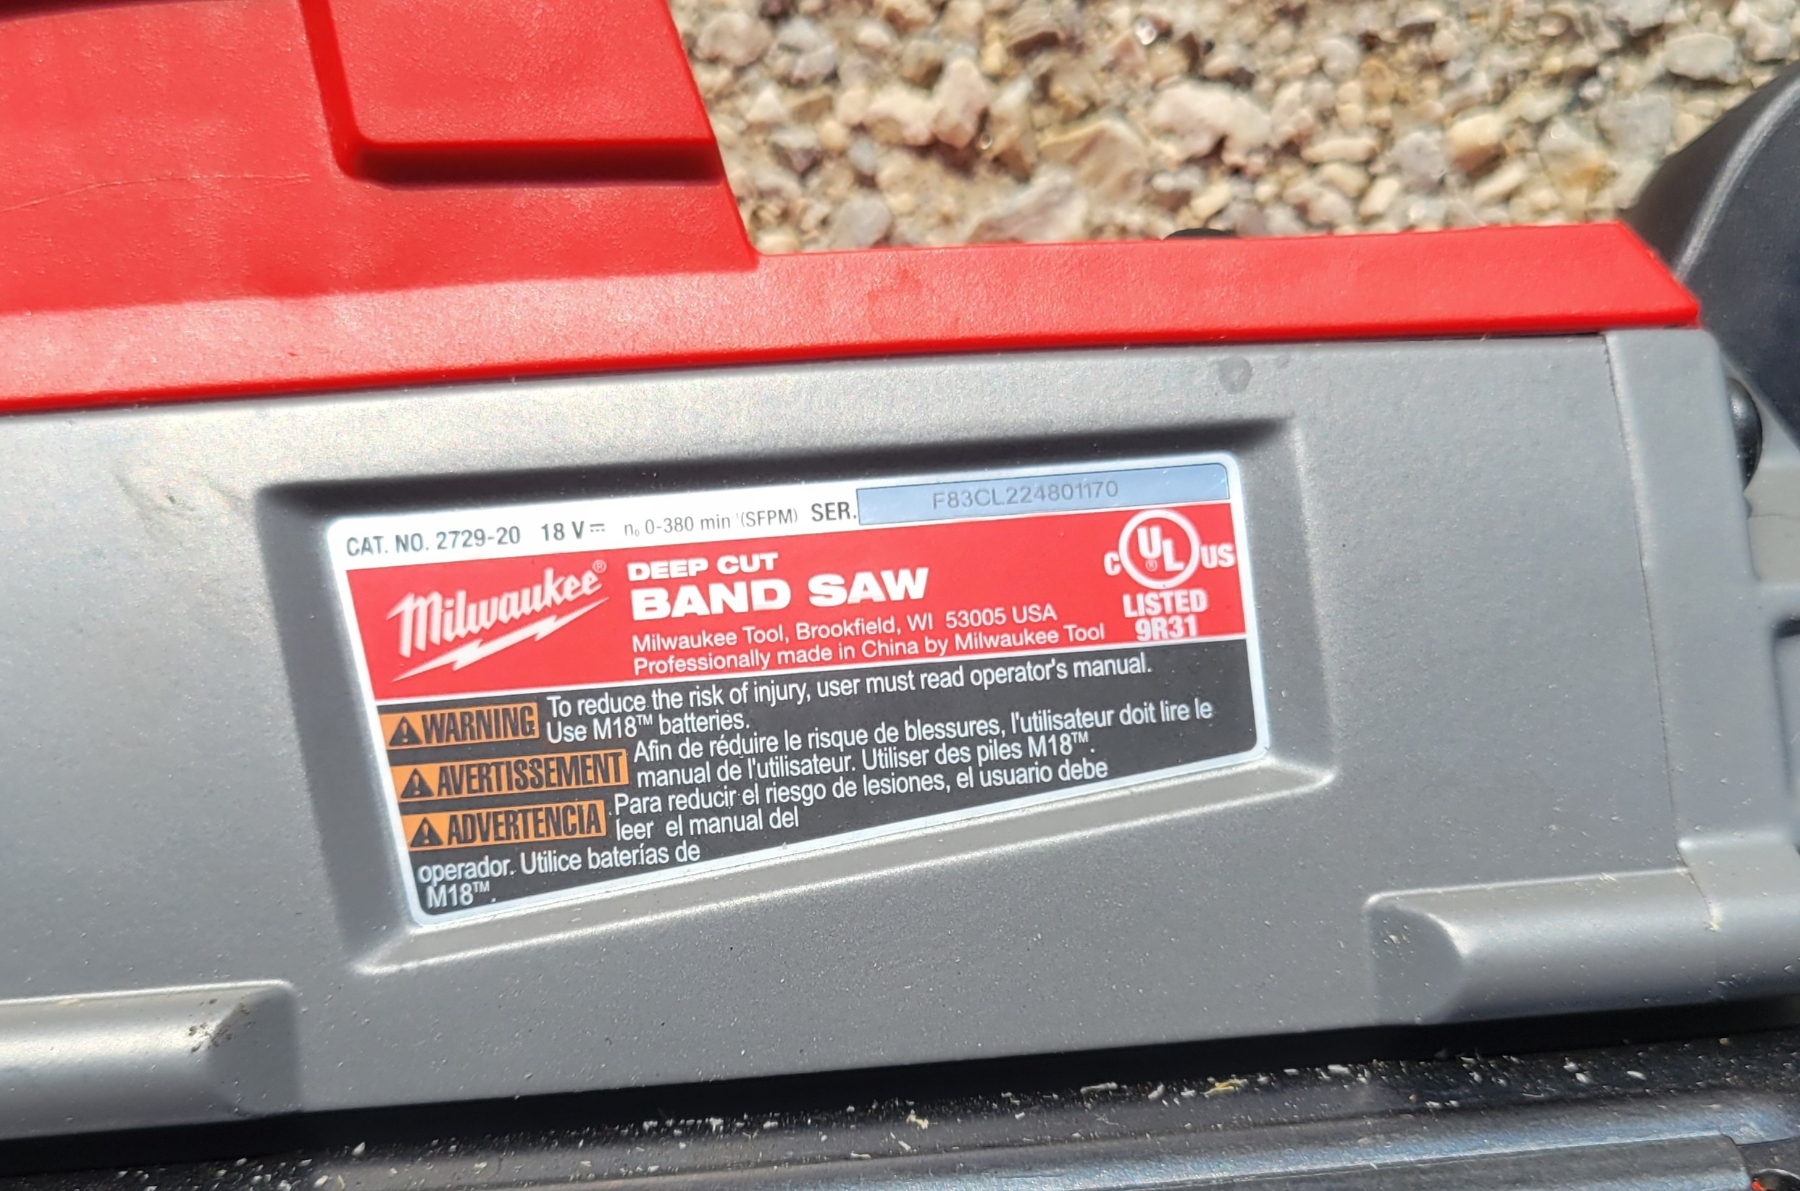 CAT. NO. 2729-20 18 V⎓ n₀ 0-380 min⁻¹(SFPM) SER. F83CL224801170
Milwaukee®
DEEP CUT
BAND SAW
Milwaukee Tool, Brookfield, WI 53005 USA
Professionally made in China by Milwaukee Tool
C UL® US
LISTED
9R31
WARNING To reduce the risk of injury, user must read operator's manual.
Use M18™ batteries.
AVERTISSEMENT Afin de réduire le risque de blessures, l'utilisateur doit lire le
manual de l'utilisateur. Utiliser des piles M18™.
ADVERTENCIA Para reducir el riesgo de lesiones, el usuario debe
leer el manual del
operador. Utilice baterías de
M18™.